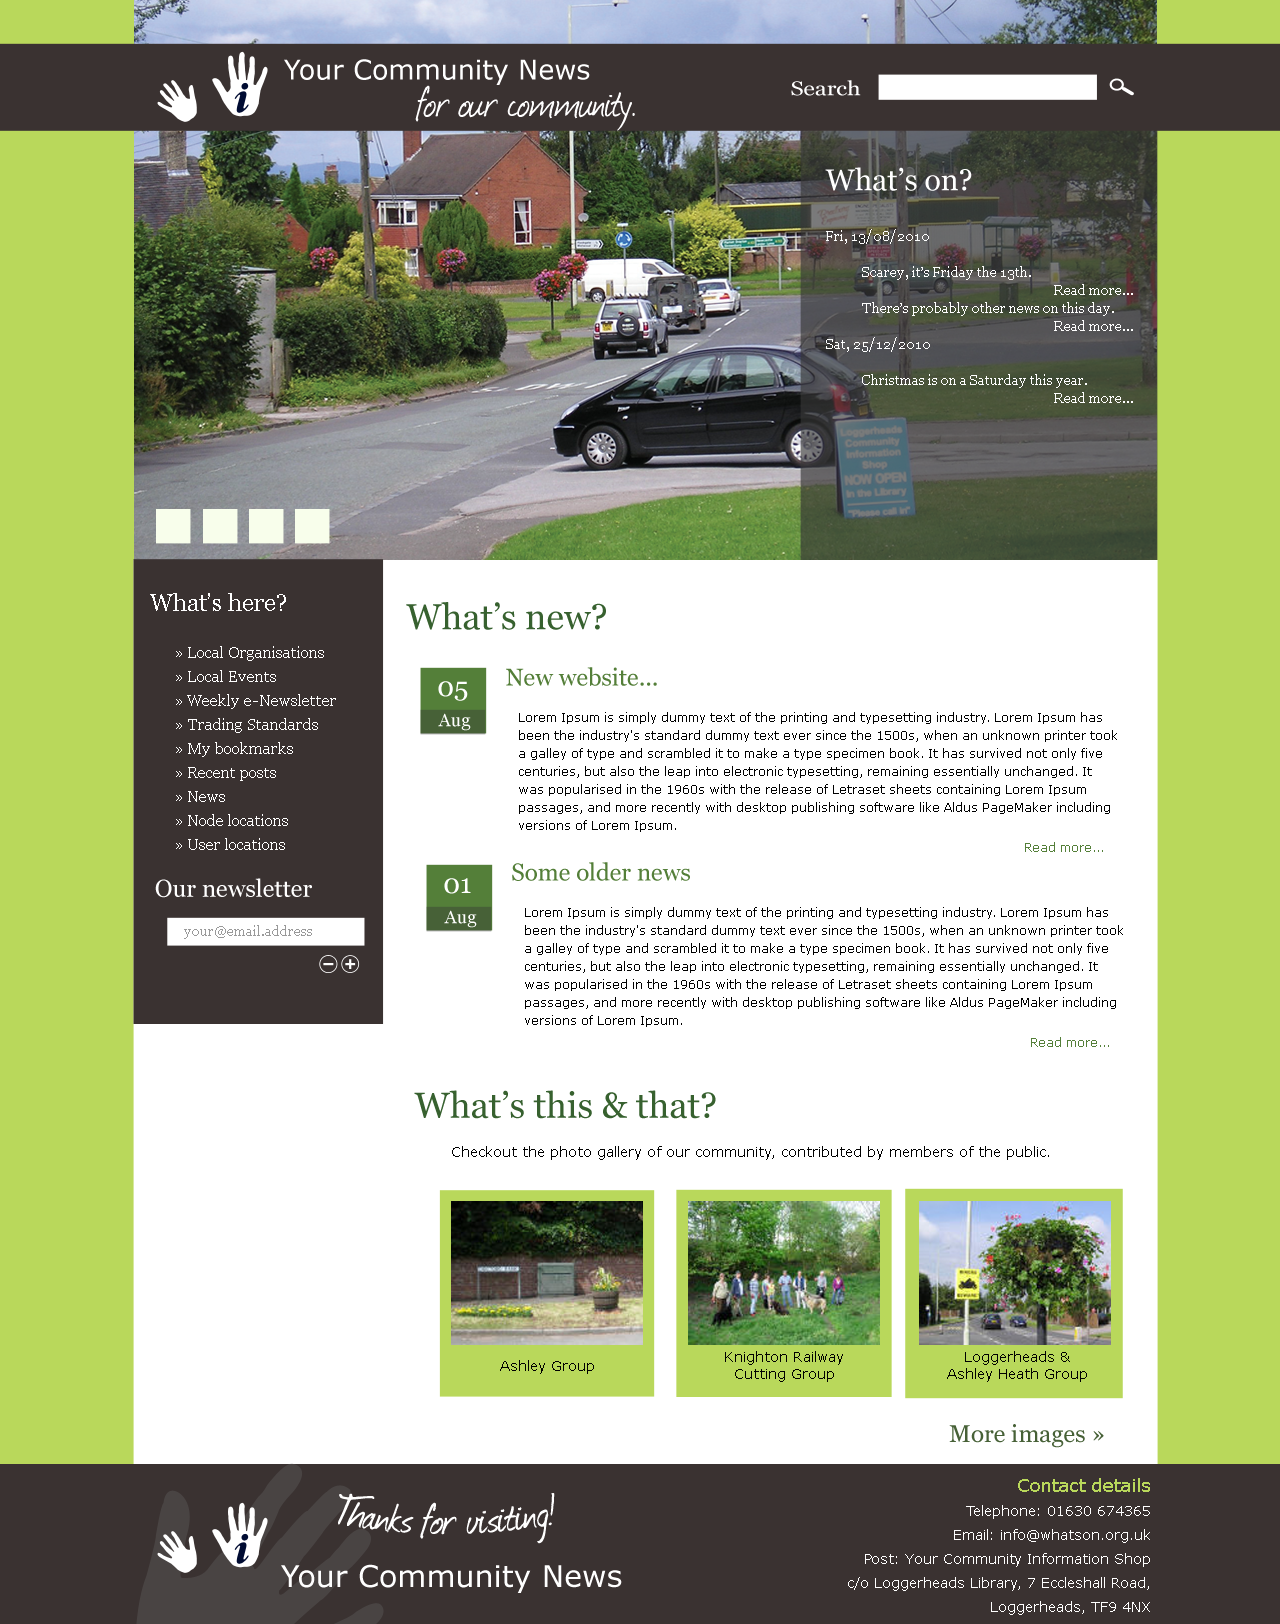 Your Community News
for our community.
Search
What's on?
Fri, 13/08/2010
Scarey, it's Friday the 13th.
Read more...
There's probably other news on this day.
Read more...
Sat, 25/12/2010
Christmas is on a Saturday this year.
Read more...
Loggerheads
Community
Information
Shop
NOW OPEN
in the Library
"Please call in"
What's here?
» Local Organisations
» Local Events
» Weekly e-Newsletter
» Trading Standards
» My bookmarks
» Recent posts
» News
» Node locations
» User locations
Our newsletter
your@email.address
What's new?
05
Aug
New website...
Lorem Ipsum is simply dummy text of the printing and typesetting industry. Lorem Ipsum has
been the industry's standard dummy text ever since the 1500s, when an unknown printer took
a galley of type and scrambled it to make a type specimen book. It has survived not only five
centuries, but also the leap into electronic typesetting, remaining essentially unchanged. It
was popularised in the 1960s with the release of Letraset sheets containing Lorem Ipsum
passages, and more recently with desktop publishing software like Aldus PageMaker including
versions of Lorem Ipsum.
Read more...
01
Aug
Some older news
Lorem Ipsum is simply dummy text of the printing and typesetting industry. Lorem Ipsum has
been the industry's standard dummy text ever since the 1500s, when an unknown printer took
a galley of type and scrambled it to make a type specimen book. It has survived not only five
centuries, but also the leap into electronic typesetting, remaining essentially unchanged. It
was popularised in the 1960s with the release of Letraset sheets containing Lorem Ipsum
passages, and more recently with desktop publishing software like Aldus PageMaker including
versions of Lorem Ipsum.
Read more...
What's this & that?
Checkout the photo gallery of our community, contributed by members of the public.
Ashley Group
Knighton Railway
Cutting Group
Loggerheads &
Ashley Heath Group
More images »
Thanks for visiting!
Your Community News
Contact details
Telephone: 01630 674365
Email: info@whatson.org.uk
Post: Your Community Information Shop
c/o Loggerheads Library, 7 Eccleshall Road,
Loggerheads, TF9 4NX